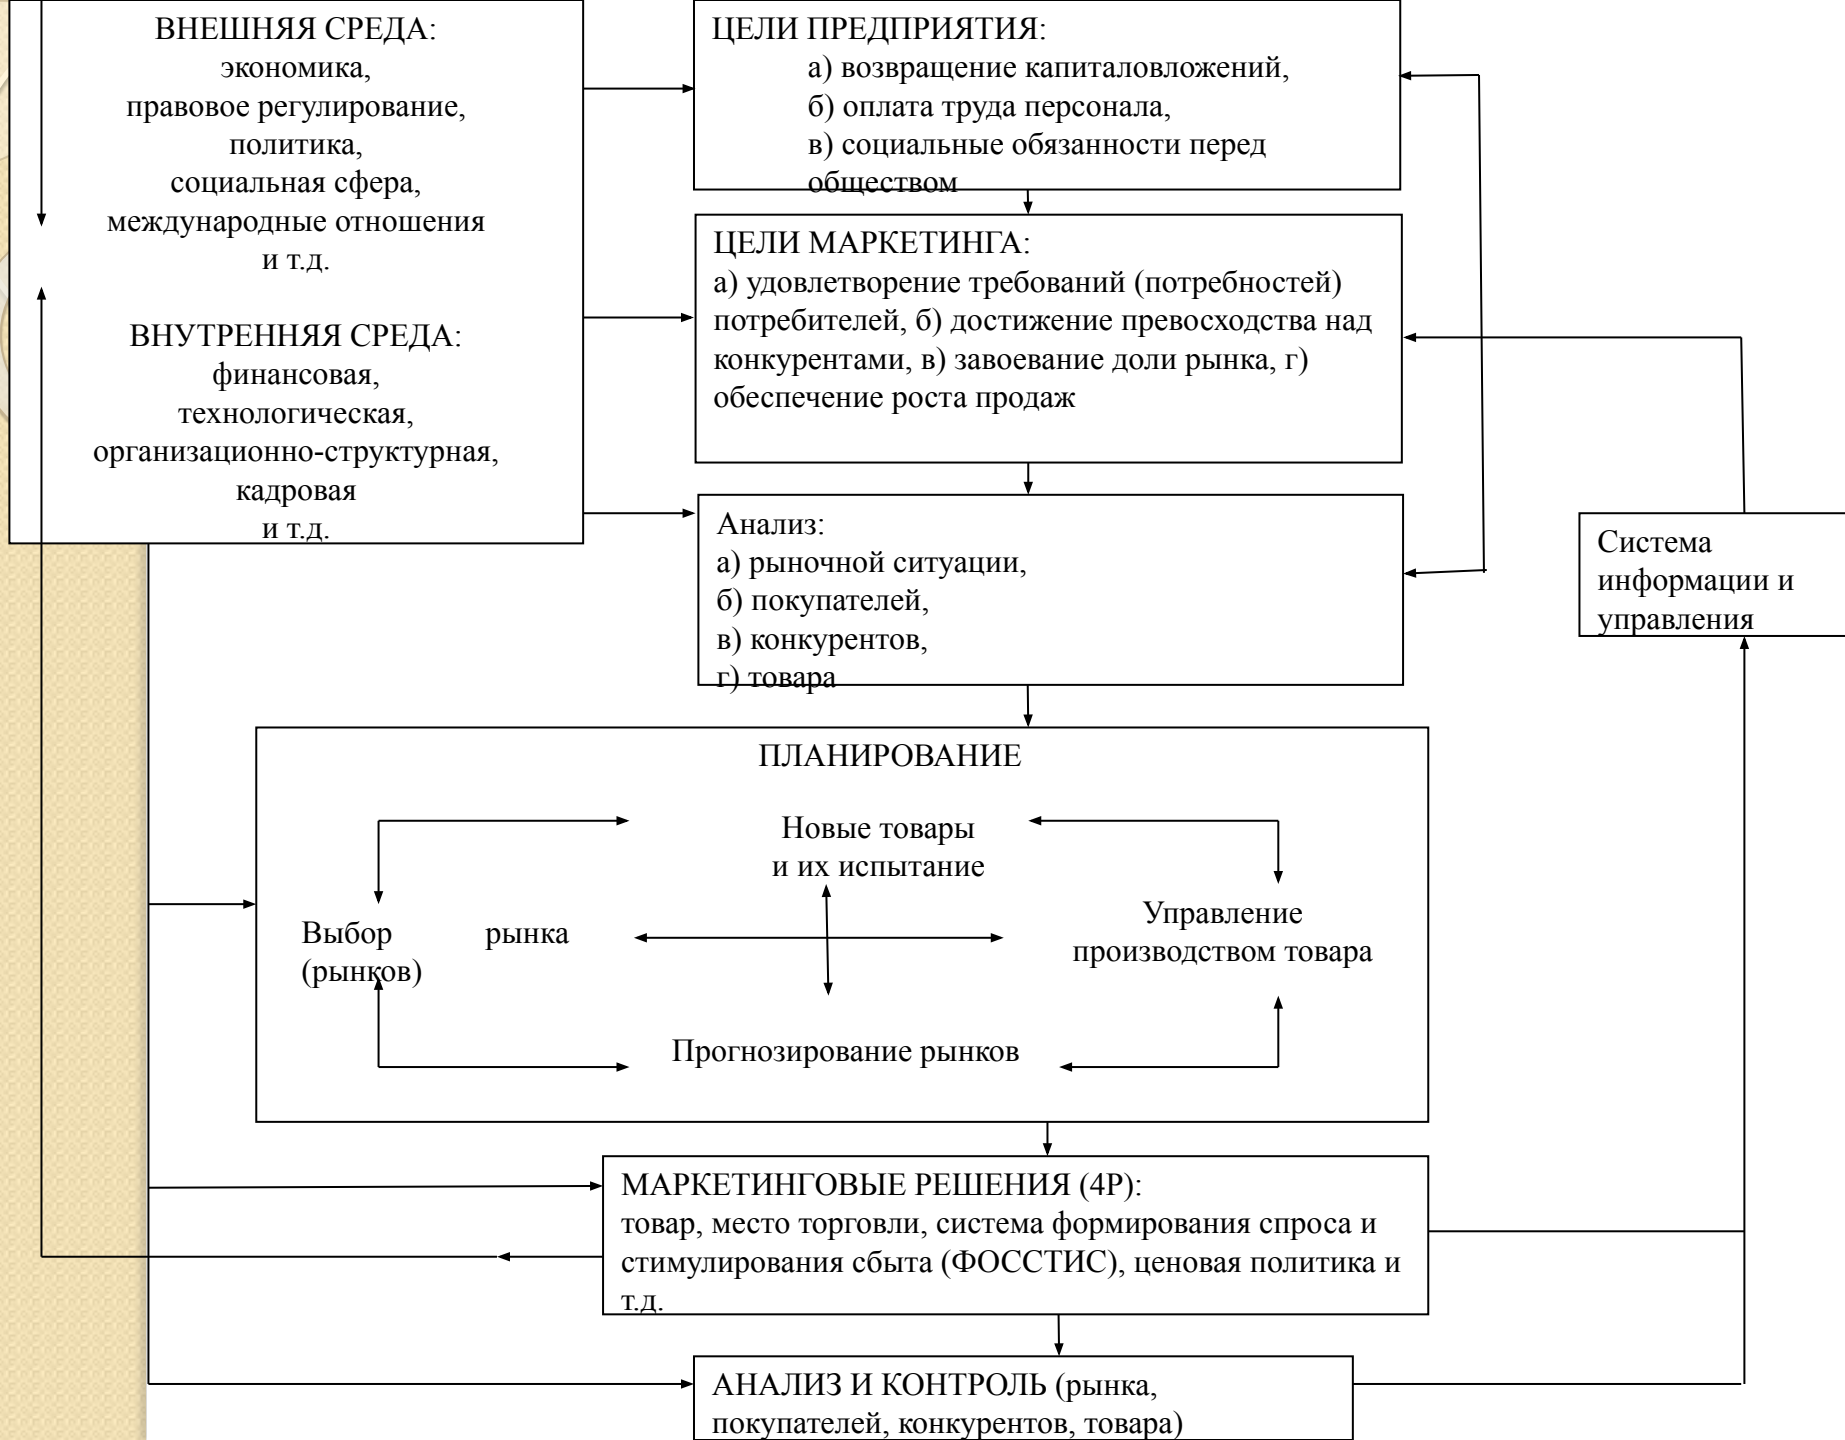 ВНЕШНЯЯ СРЕДА:
экономика,
правовое регулирование,
политика,
социальная сфера,
международные отношения
и т.д.
ВНУТРЕННЯЯ СРЕДА:
финансовая,
технологическая,
организационно-структурная,
кадровая
и т.д.
ЦЕЛИ ПРЕДПРИЯТИЯ:
а) возвращение капиталовложений,
б) оплата труда персонала,
в) социальные обязанности перед
обществом
ЦЕЛИ МАРКЕТИНГА:
а) удовлетворение требований (потребностей)
потребителей, б) достижение превосходства над
конкурентами, в) завоевание доли рынка, г)
обеспечение роста продаж
Анализ:
а) рыночной ситуации,
б) покупателей,
в) конкурентов,
г) товара
Система
информации и
управления
ПЛАНИРОВАНИЕ
Новые товары
и их испытание
Выбор рынка
(рынков)
Управление
производством товара
Прогнозирование рынков
МАРКЕТИНГОВЫЕ РЕШЕНИЯ (4Р):
товар, место торговли, система формирования спроса и
стимулирования сбыта (ФОССТИС), ценовая политика и
т.д.
АНАЛИЗ И КОНТРОЛЬ (рынка,
покупателей, конкурентов, товара)